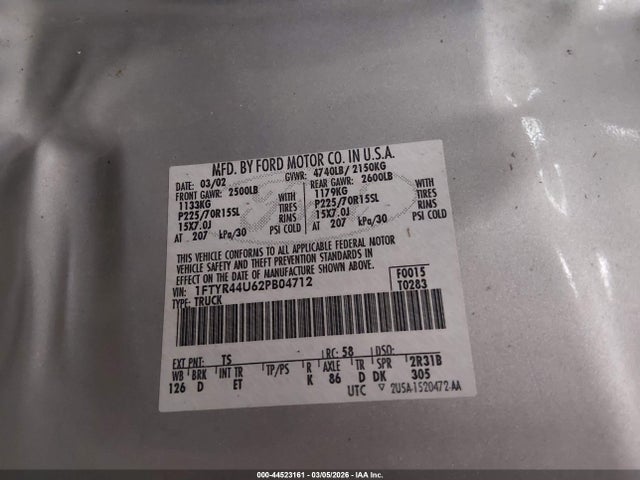 MFD. BY FORD MOTOR CO. IN U.S.A.
DATE: 03/02 GVWR: 4740LB/ 2150KG
FRONT GAWR: 2500LB REAR GAWR: 2600LB
1133KG WITH 1179KG WITH
P225/70R15SL TIRES P225/70R15SL TIRES
15X7.0J RIMS 15X7.0J RIMS
AT 207 kPa/30 PSI COLD AT 207 kPa/30 PSI COLD
THIS VEHICLE CONFORMS TO ALL APPLICABLE FEDERAL MOTOR
VEHICLE SAFETY AND THEFT PREVENTION STANDARDS IN
EFFECT ON THE DATE OF MANUFACTURE SHOWN ABOVE.
VIN: 1FTYR44U62PB04712 F0015
TYPE: TRUCK T0283
EXT PNT: TS RC: 58 DSO:
WB BRK INT TR TP/PS R AXLE TR SPR 2R31B
126 D ET K 86 D DK 305
UTC ▽ 2U5A-1520472-AA
000-44523161 - 03/05/2026 - IAA Inc.